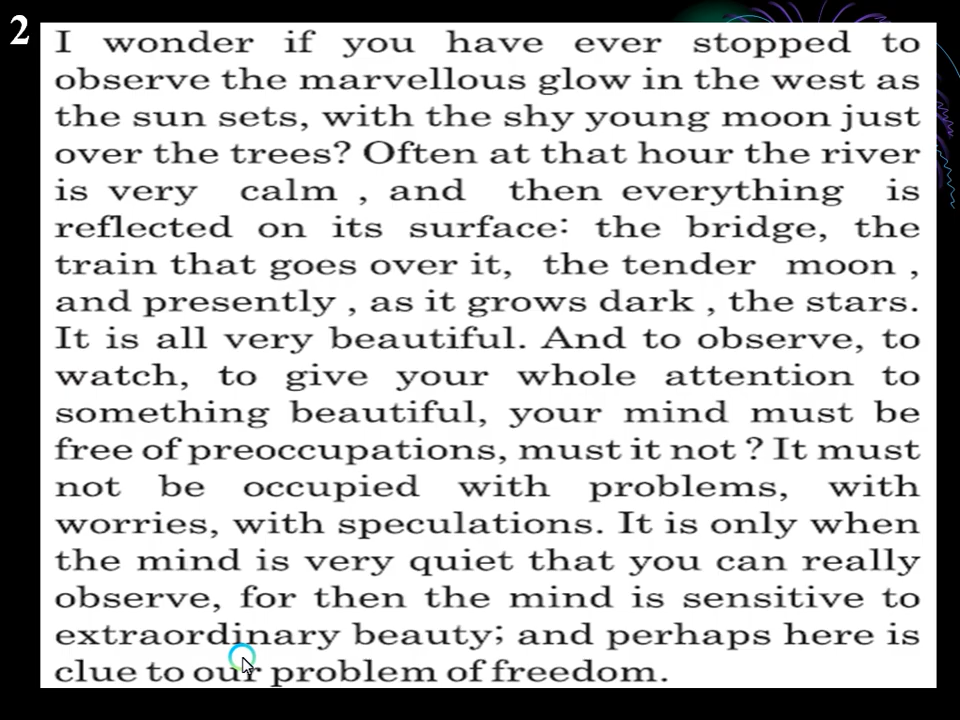 2
I wonder if you have ever stopped to
observe the marvellous glow in the west as
the sun sets, with the shy young moon just
over the trees? Often at that hour the river
is very calm , and then everything is
reflected on its surface: the bridge, the
train that goes over it, the tender moon ,
and presently , as it grows dark , the stars.
It is all very beautiful. And to observe, to
watch, to give your whole attention to
something beautiful, your mind must be
free of preoccupations, must it not ? It must
not be occupied with problems, with
worries, with speculations. It is only when
the mind is very quiet that you can really
observe, for then the mind is sensitive to
extraordinary beauty; and perhaps here is
clue to our problem of freedom.